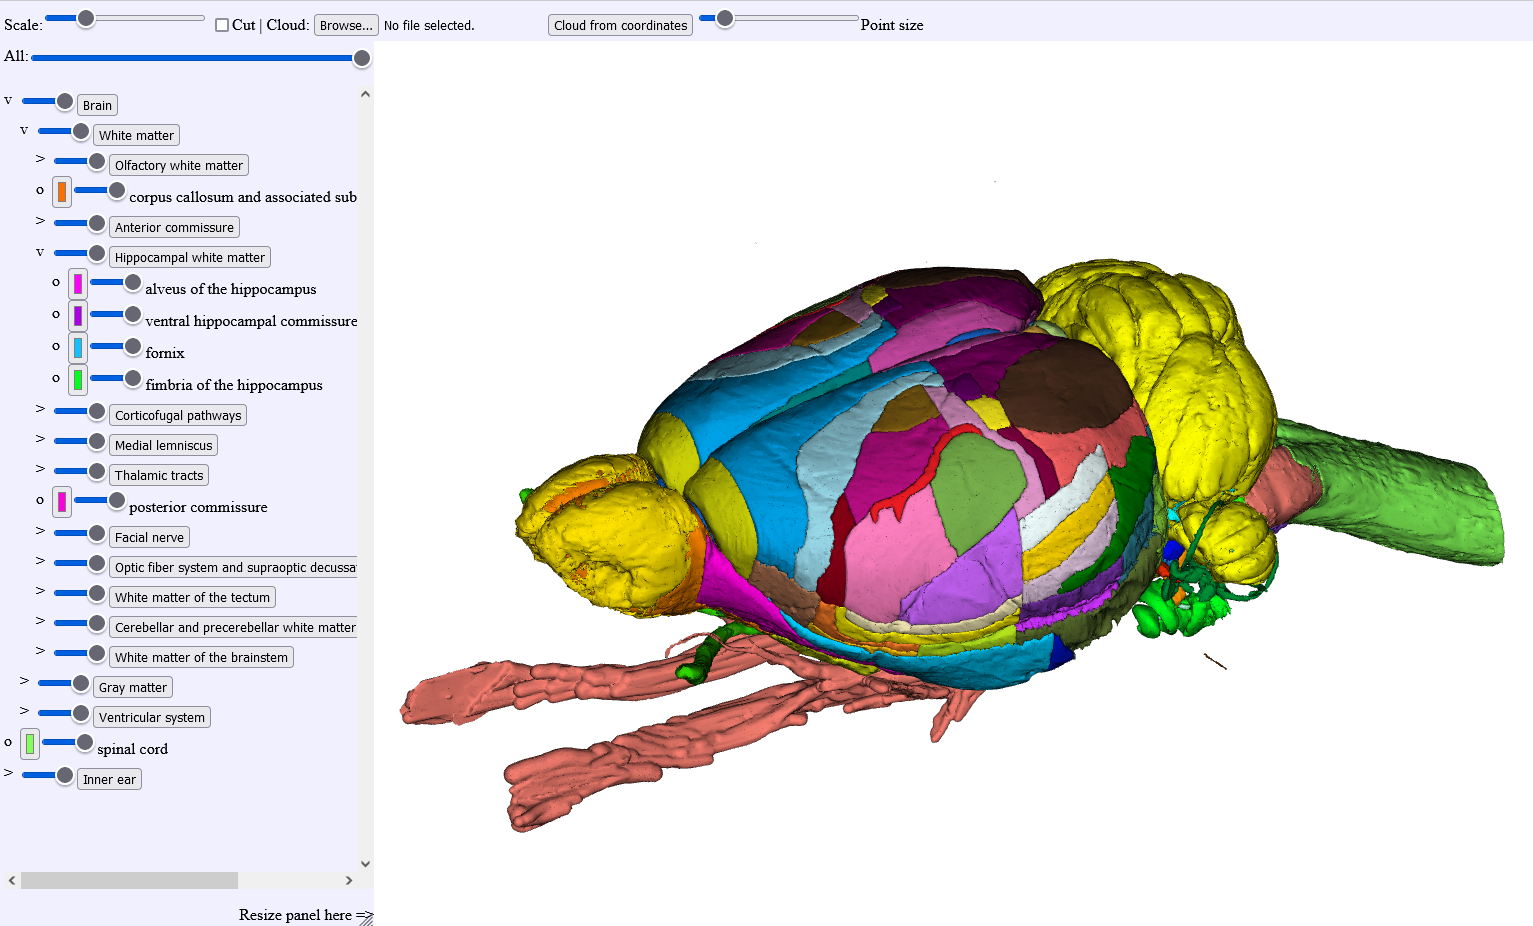 Scale: Cut | Cloud: Browse... No file selected. Cloud from coordinates Point size
All:
v Brain
v White matter
> Olfactory white matter
o corpus callosum and associated sub
> Anterior commissure
v Hippocampal white matter
o alveus of the hippocampus
o ventral hippocampal commissure
o fornix
o fimbria of the hippocampus
> Corticofugal pathways
> Medial lemniscus
> Thalamic tracts
o posterior commissure
> Facial nerve
> Optic fiber system and supraoptic decussa
> White matter of the tectum
> Cerebellar and precerebellar white matter
> White matter of the brainstem
> Gray matter
> Ventricular system
o spinal cord
> Inner ear
Resize panel here =>